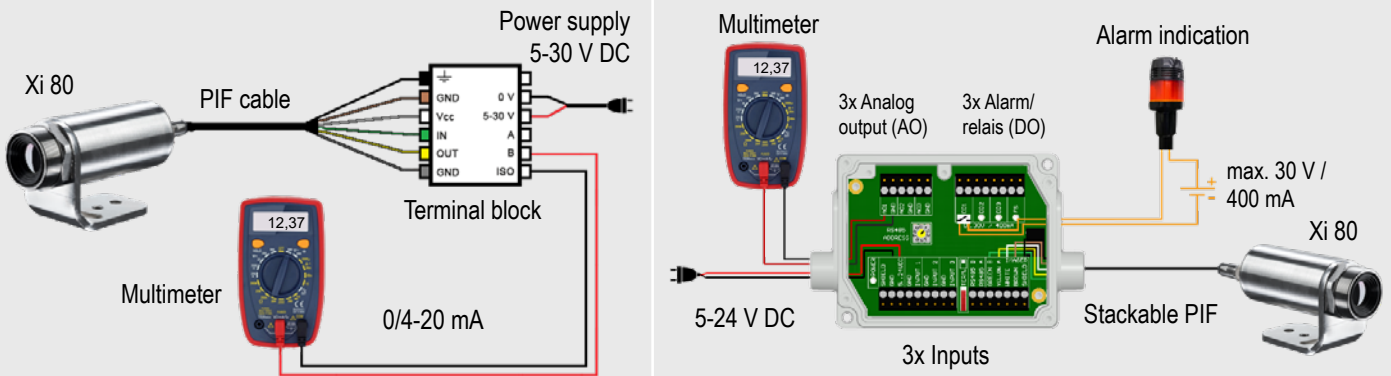 Power supply
5-30 V DC
Xi 80
PIF cable
GND
Vcc
IN
OUT
GND
0 V
5-30 V
A
B
ISO
Terminal block
12,37
Multimeter
0/4-20 mA
Multimeter
12,37
Alarm indication
3x Analog
output (AO)
3x Alarm/
relais (DO)
max. 30 V /
400 mA
RS485
ADDRESS
Xi 80
5-24 V DC
Stackable PIF
3x Inputs